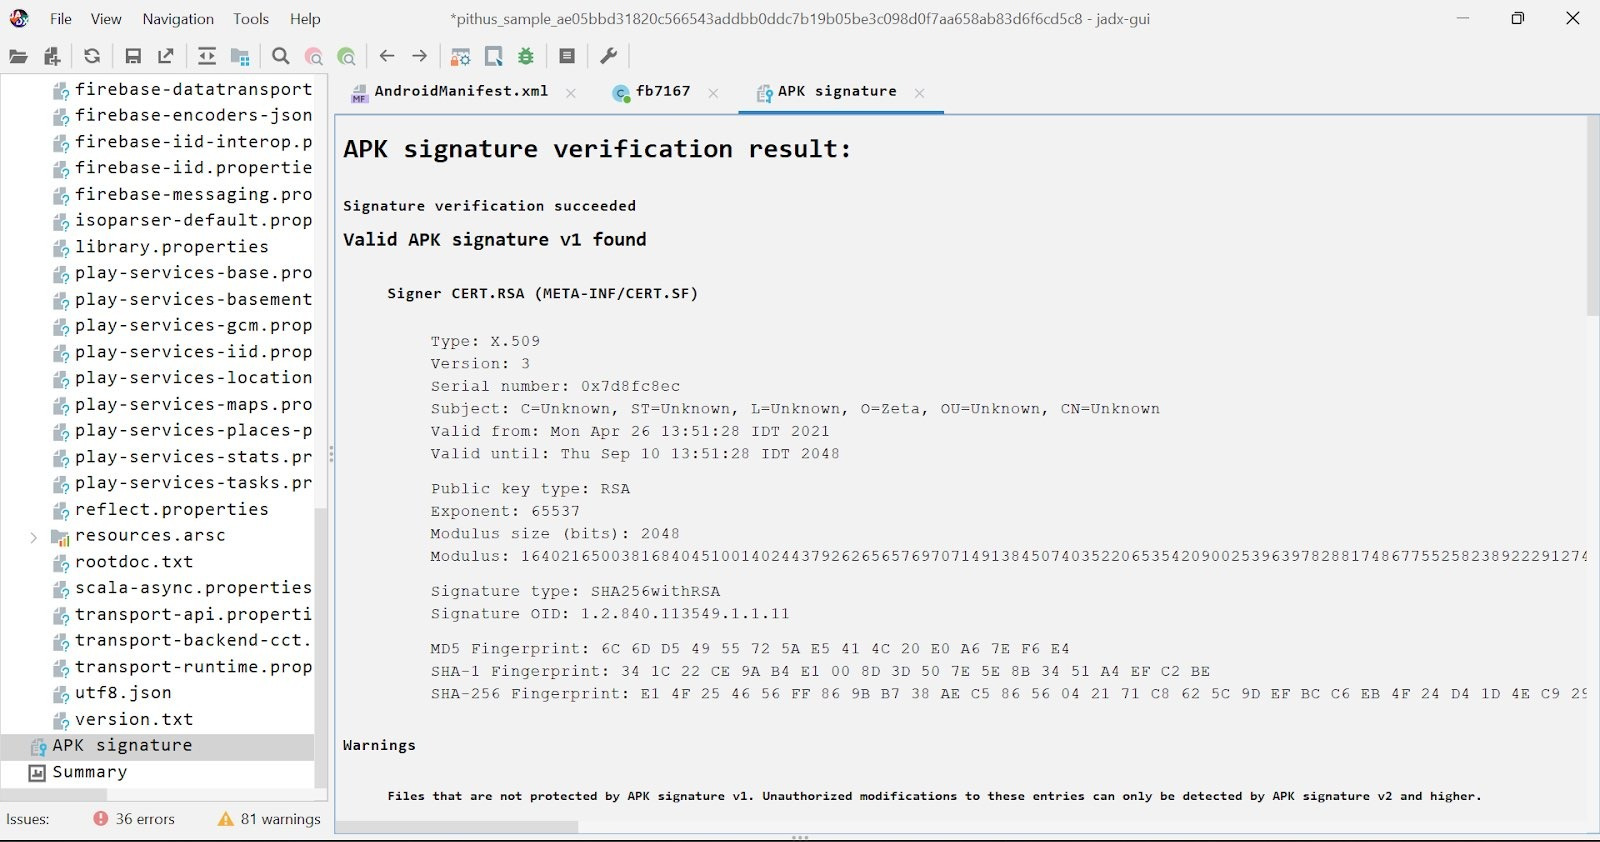 File View Navigation Tools Help *pithus_sample_ae05bbd31820c566543addbb0ddc7b19b05be3c098d0f7aa658ab83d6f6cd5c8 - jadx-gui
firebase-datatransport
firebase-encoders-json
firebase-iid-interop.p
firebase-iid.propertie
firebase-messaging.pro
isoparser-default.prop
library.properties
play-services-base.pro
play-services-basement
play-services-gcm.prop
play-services-iid.prop
play-services-location
play-services-maps.pro
play-services-places-p
play-services-stats.pr
play-services-tasks.pr
reflect.properties
resources.arsc
rootdoc.txt
scala-async.properties
transport-api.properti
transport-backend-cct.
transport-runtime.prop
utf8.json
version.txt
APK signature
Summary
Issues: 36 errors 81 warnings
AndroidManifest.xml fb7167 APK signature
APK signature verification result:
Signature verification succeeded
Valid APK signature v1 found
Signer CERT.RSA (META-INF/CERT.SF)
Type: X.509
Version: 3
Serial number: 0x7d8fc8ec
Subject: C=Unknown, ST=Unknown, L=Unknown, O=Zeta, OU=Unknown, CN=Unknown
Valid from: Mon Apr 26 13:51:28 IDT 2021
Valid until: Thu Sep 10 13:51:28 IDT 2048
Public key type: RSA
Exponent: 65537
Modulus size (bits): 2048
Modulus: 16402165003816840451001402443792626565769707149138450740352206535420900253963978288174867755258238922291274
Signature type: SHA256withRSA
Signature OID: 1.2.840.113549.1.1.11
MD5 Fingerprint: 6C 6D D5 49 55 72 5A E5 41 4C 20 E0 A6 7E F6 E4
SHA-1 Fingerprint: 34 1C 22 CE 9A B4 E1 00 8D 3D 50 7E 5E 8B 34 51 A4 EF C2 BE
SHA-256 Fingerprint: E1 4F 25 46 56 FF 86 9B B7 38 AE C5 86 56 04 21 71 C8 62 5C 9D EF BC C6 EB 4F 24 D4 1D 4E C9 29
Warnings
Files that are not protected by APK signature v1. Unauthorized modifications to these entries can only be detected by APK signature v2 and higher.